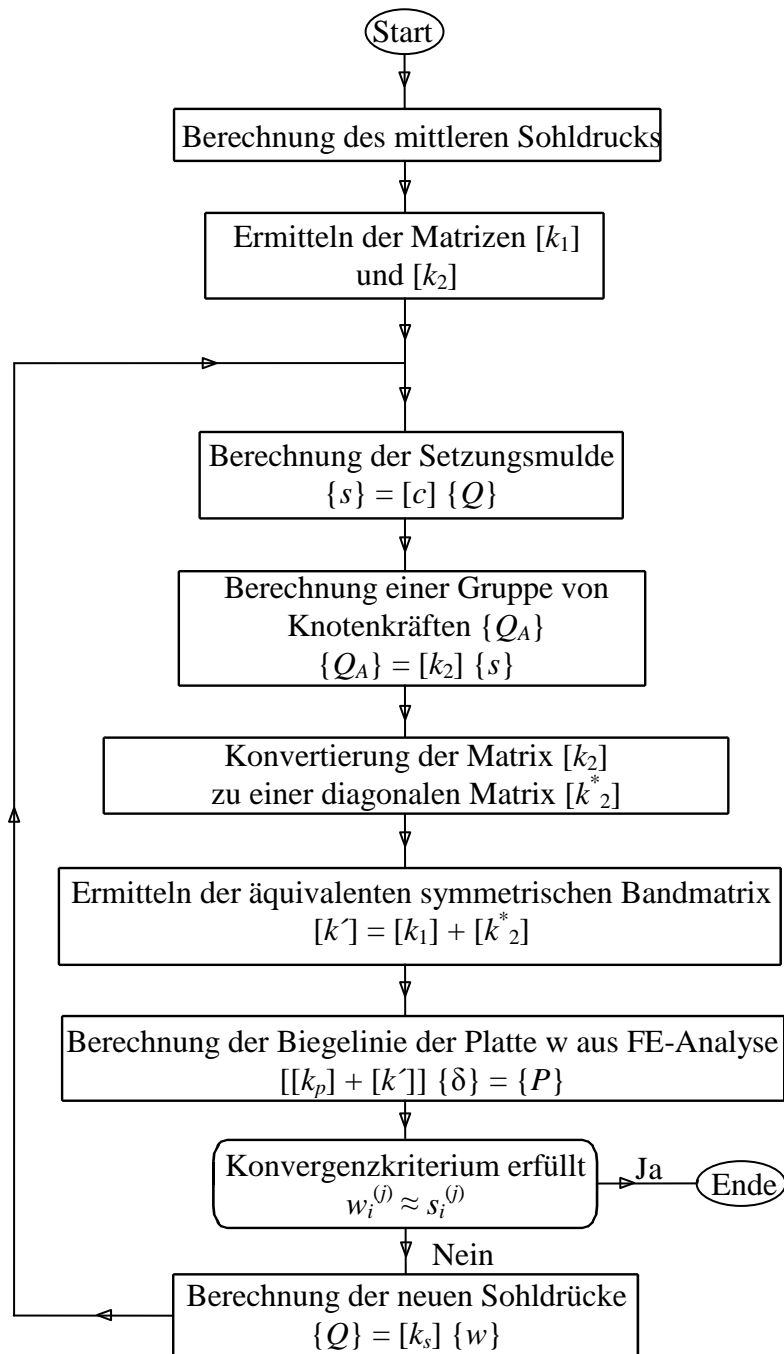 Start
Berechnung des mittleren Sohldrucks
Ermitteln der Matrizen [k₁]
und [k₂]
Berechnung der Setzungsmulde
{s} = [c] {Q}
Berechnung einer Gruppe von
Knotenkräften {Q_A}
{Q_A} = [k₂] {s}
Konvertierung der Matrix [k₂]
zu einer diagonalen Matrix [k*₂]
Ermitteln der äquivalenten symmetrischen Bandmatrix
[k´] = [k₁] + [k*₂]
Berechnung der Biegelinie der Platte w aus FE-Analyse
[[kₚ] + [k´]] {δ} = {P}
Konvergenzkriterium erfüllt
wᵢ⁽ʲ⁾ ≈ sᵢ⁽ʲ⁾
Ja
Ende
Nein
Berechnung der neuen Sohldrücke
{Q} = [kₛ] {w}